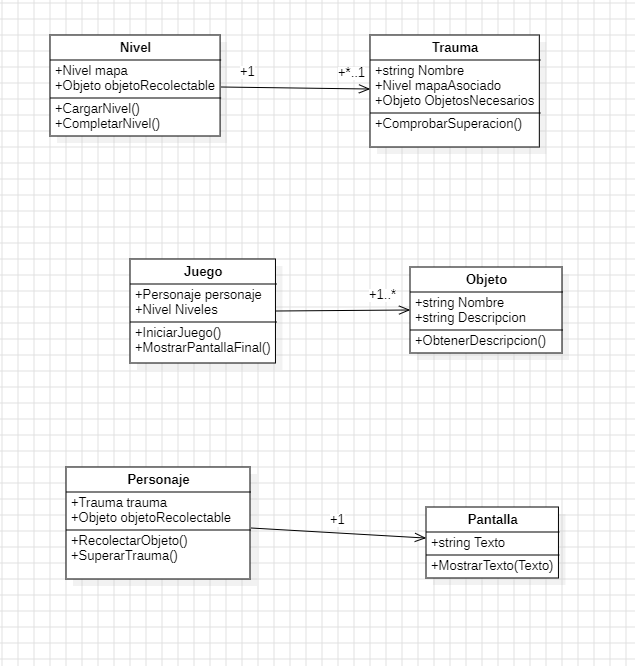 Nivel
+Nivel mapa
+Objeto objetoRecolectable
+CargarNivel()
+CompletarNivel()
+1
+*..1
Trauma
+string Nombre
+Nivel mapaAsociado
+Objeto ObjetosNecesarios
+ComprobarSuperacion()
Juego
+Personaje personaje
+Nivel Niveles
+IniciarJuego()
+MostrarPantallaFinal()
+1..*
Objeto
+string Nombre
+string Descripcion
+ObtenerDescripcion()
Personaje
+Trauma trauma
+Objeto objetoRecolectable
+RecolectarObjeto()
+SuperarTrauma()
+1
Pantalla
+string Texto
+MostrarTexto(Texto)